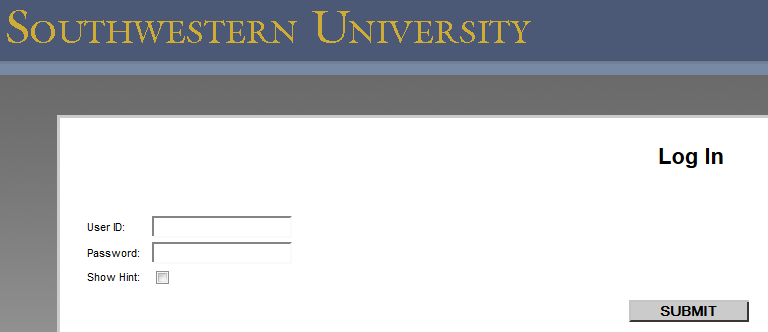 Southwestern University
Log In
User ID:
Password:
Show Hint:
SUBMIT